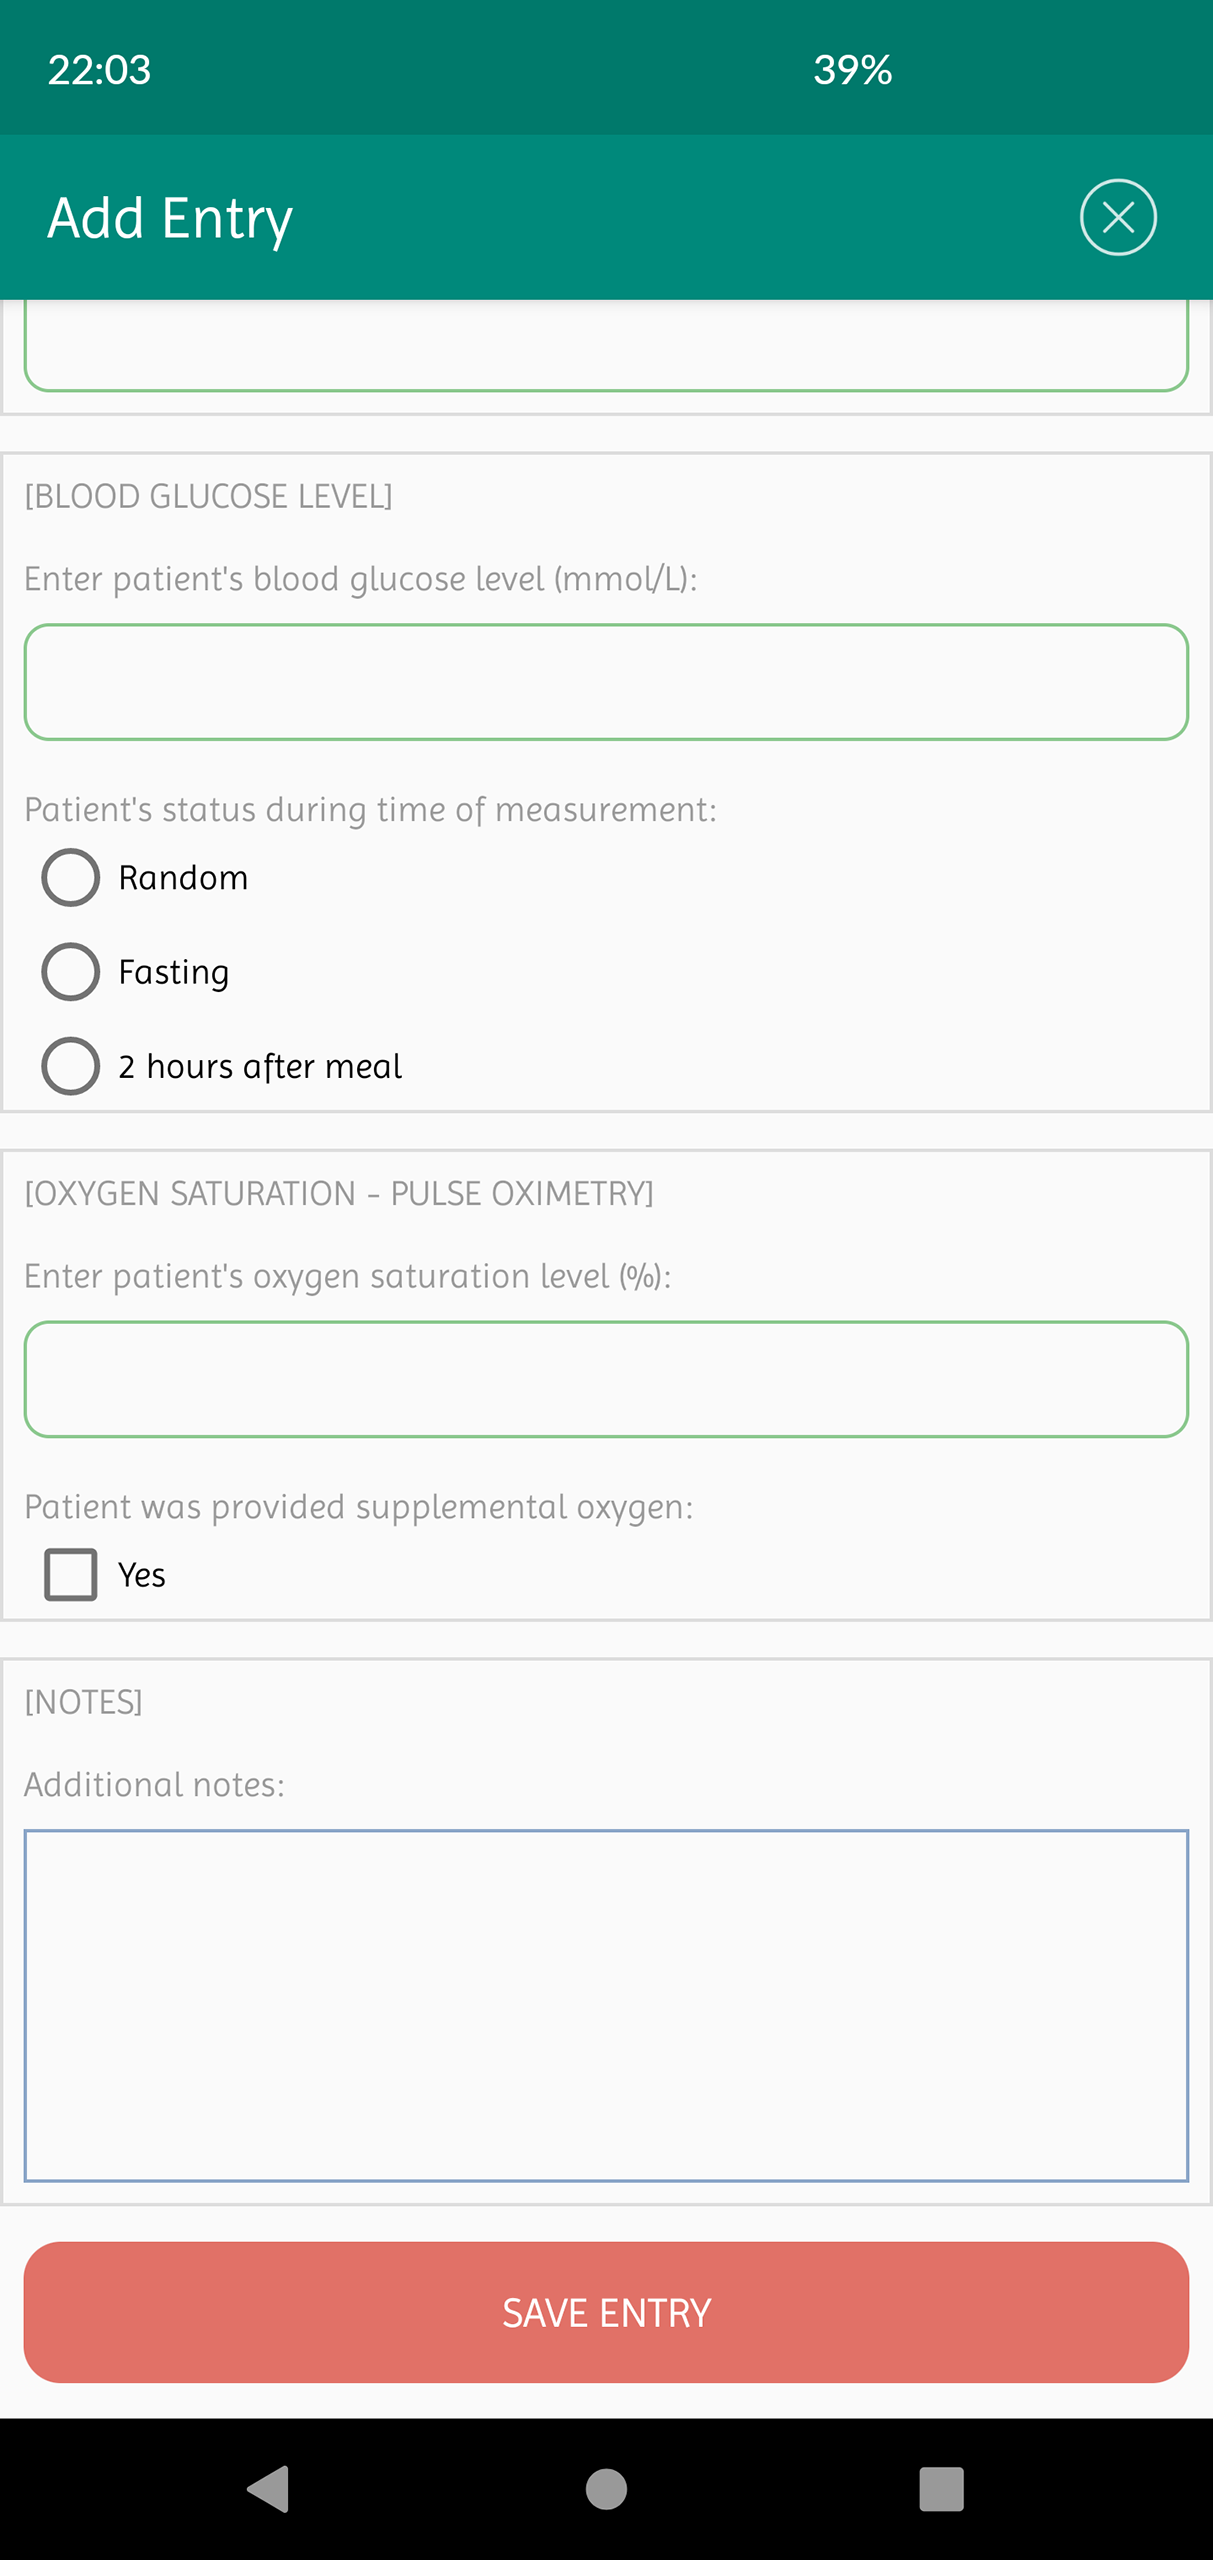 22:03 39%
Add Entry
[BLOOD GLUCOSE LEVEL]
Enter patient's blood glucose level (mmol/L):
Patient's status during time of measurement:
Random
Fasting
2 hours after meal
[OXYGEN SATURATION - PULSE OXIMETRY]
Enter patient's oxygen saturation level (%):
Patient was provided supplemental oxygen:
Yes
[NOTES]
Additional notes:
SAVE ENTRY